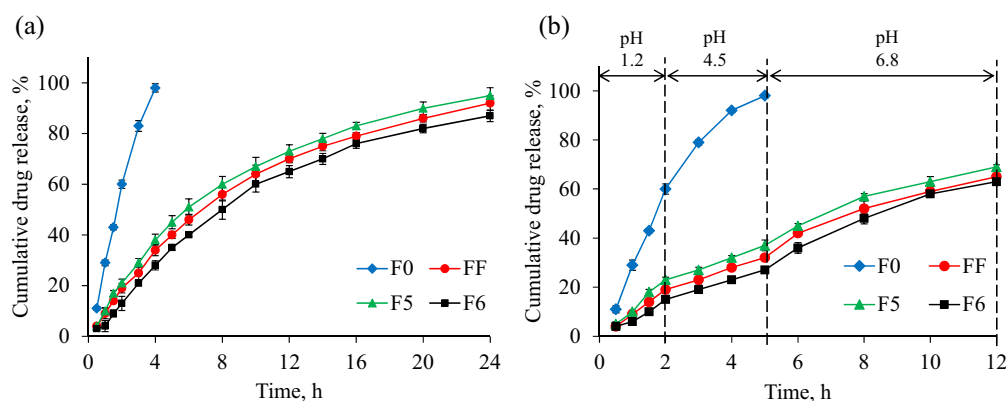 (a)
Cumulative drug release, %
100
80
60
40
20
0
0 4 8 12 16 20 24
Time, h
F0 FF
F5 F6
(b)
pH
1.2
pH
4.5
pH
6.8
Cumulative drug release, %
100
80
60
40
20
0
0 2 4 6 8 10 12
Time, h
F0 FF
F5 F6